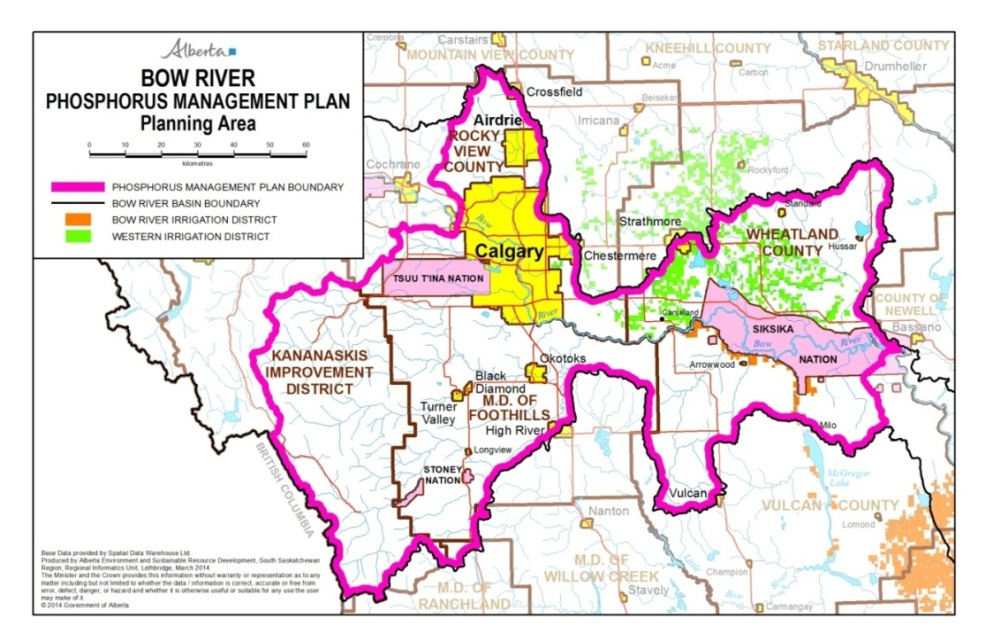 Alberta
BOW RIVER
PHOSPHORUS MANAGEMENT PLAN
Planning Area
0 10 20 30 40 50 60
kilometres
PHOSPHORUS MANAGEMENT PLAN BOUNDARY
BOW RIVER BASIN BOUNDARY
BOW RIVER IRRIGATION DISTRICT
WESTERN IRRIGATION DISTRICT
Cremona
Carstairs
MOUNTAIN VIEW COUNTY
KNEEHILL COUNTY
STARLAND COUNTY
Acme
Carbon
Drumheller
Crossfield
Beiseker
Airdrie
Irricana
ROCKY
VIEW
COUNTY
Cochrane
Rockyford
Standard
Strathmore
Bow
WHEATLAND
COUNTY
Hussar
Calgary
Chestermere
TSUU T'INA NATION
COUNTY OF
NEWELL
River
Carseland
Bassano
SIKSIKA
NATION
Bow
River
KANANASKIS
IMPROVEMENT
DISTRICT
Okotoks
Arrowwood
Black
Diamond
Turner
Valley
M.D. OF
FOOTHILLS
High River
Milo
Longview
BRITISH COLUMBIA
STONEY
NATION
McGregor
Lake
Vulcan
VULCAN COUNTY
Nanton
Lomond
M.D. OF
WILLOW CREEK
Champion
Little
Bow
River
Stavely
Carmangay
M.D. OF
RANCHLAND
Base Data provided by Spatial Data Warehouse Ltd.
Produced by Alberta Environment and Sustainable Resource Development, South Saskatchewan
Region, Regional Informatics Unit, Lethbridge, March 2014.
The Minister and the Crown provides this information without warranty or representation as to any
matter including but not limited to whether the data / information is correct, accurate or free from
error, defect, danger, or hazard and whether it is otherwise useful or suitable for any use the user
may make of it.
© 2014 Government of Alberta